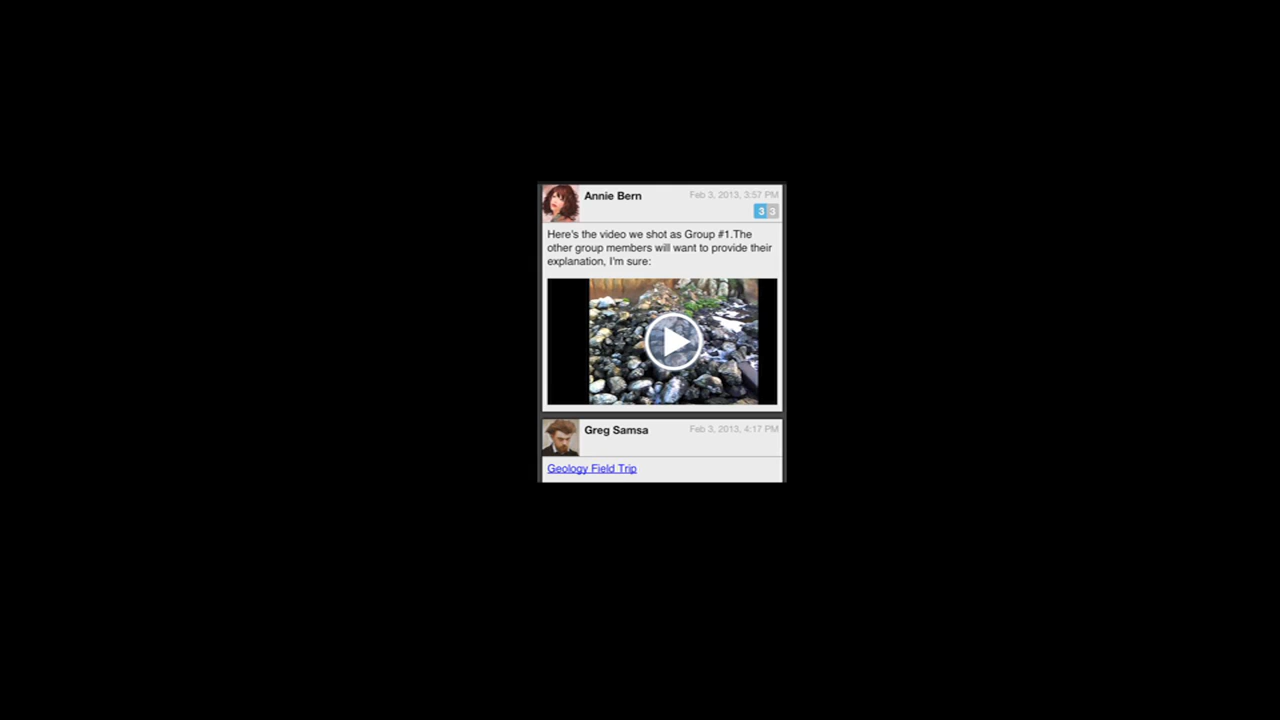 Annie Bern
Feb 3, 2013, 3:57 PM
3 3
Here's the video we shot as Group #1.The
other group members will want to provide their
explanation, I'm sure:
Greg Samsa
Feb 3, 2013, 4:17 PM
Geology Field Trip